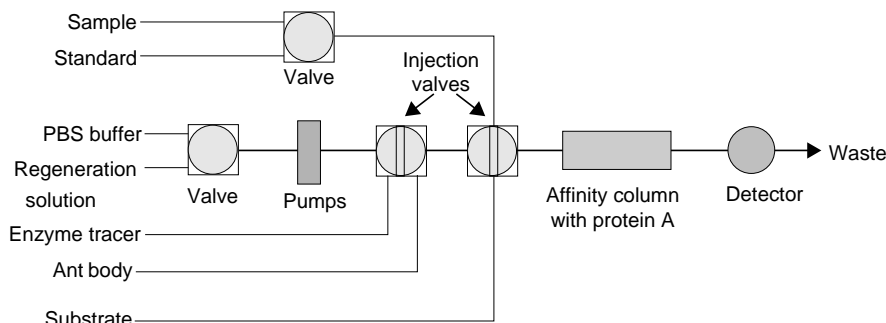 Sample
Standard
Valve
Injection
valves
PBS buffer
Regeneration
solution
Valve
Pumps
Affinity column
with protein A
Detector
Waste
Enzyme tracer
Ant body
Substrate